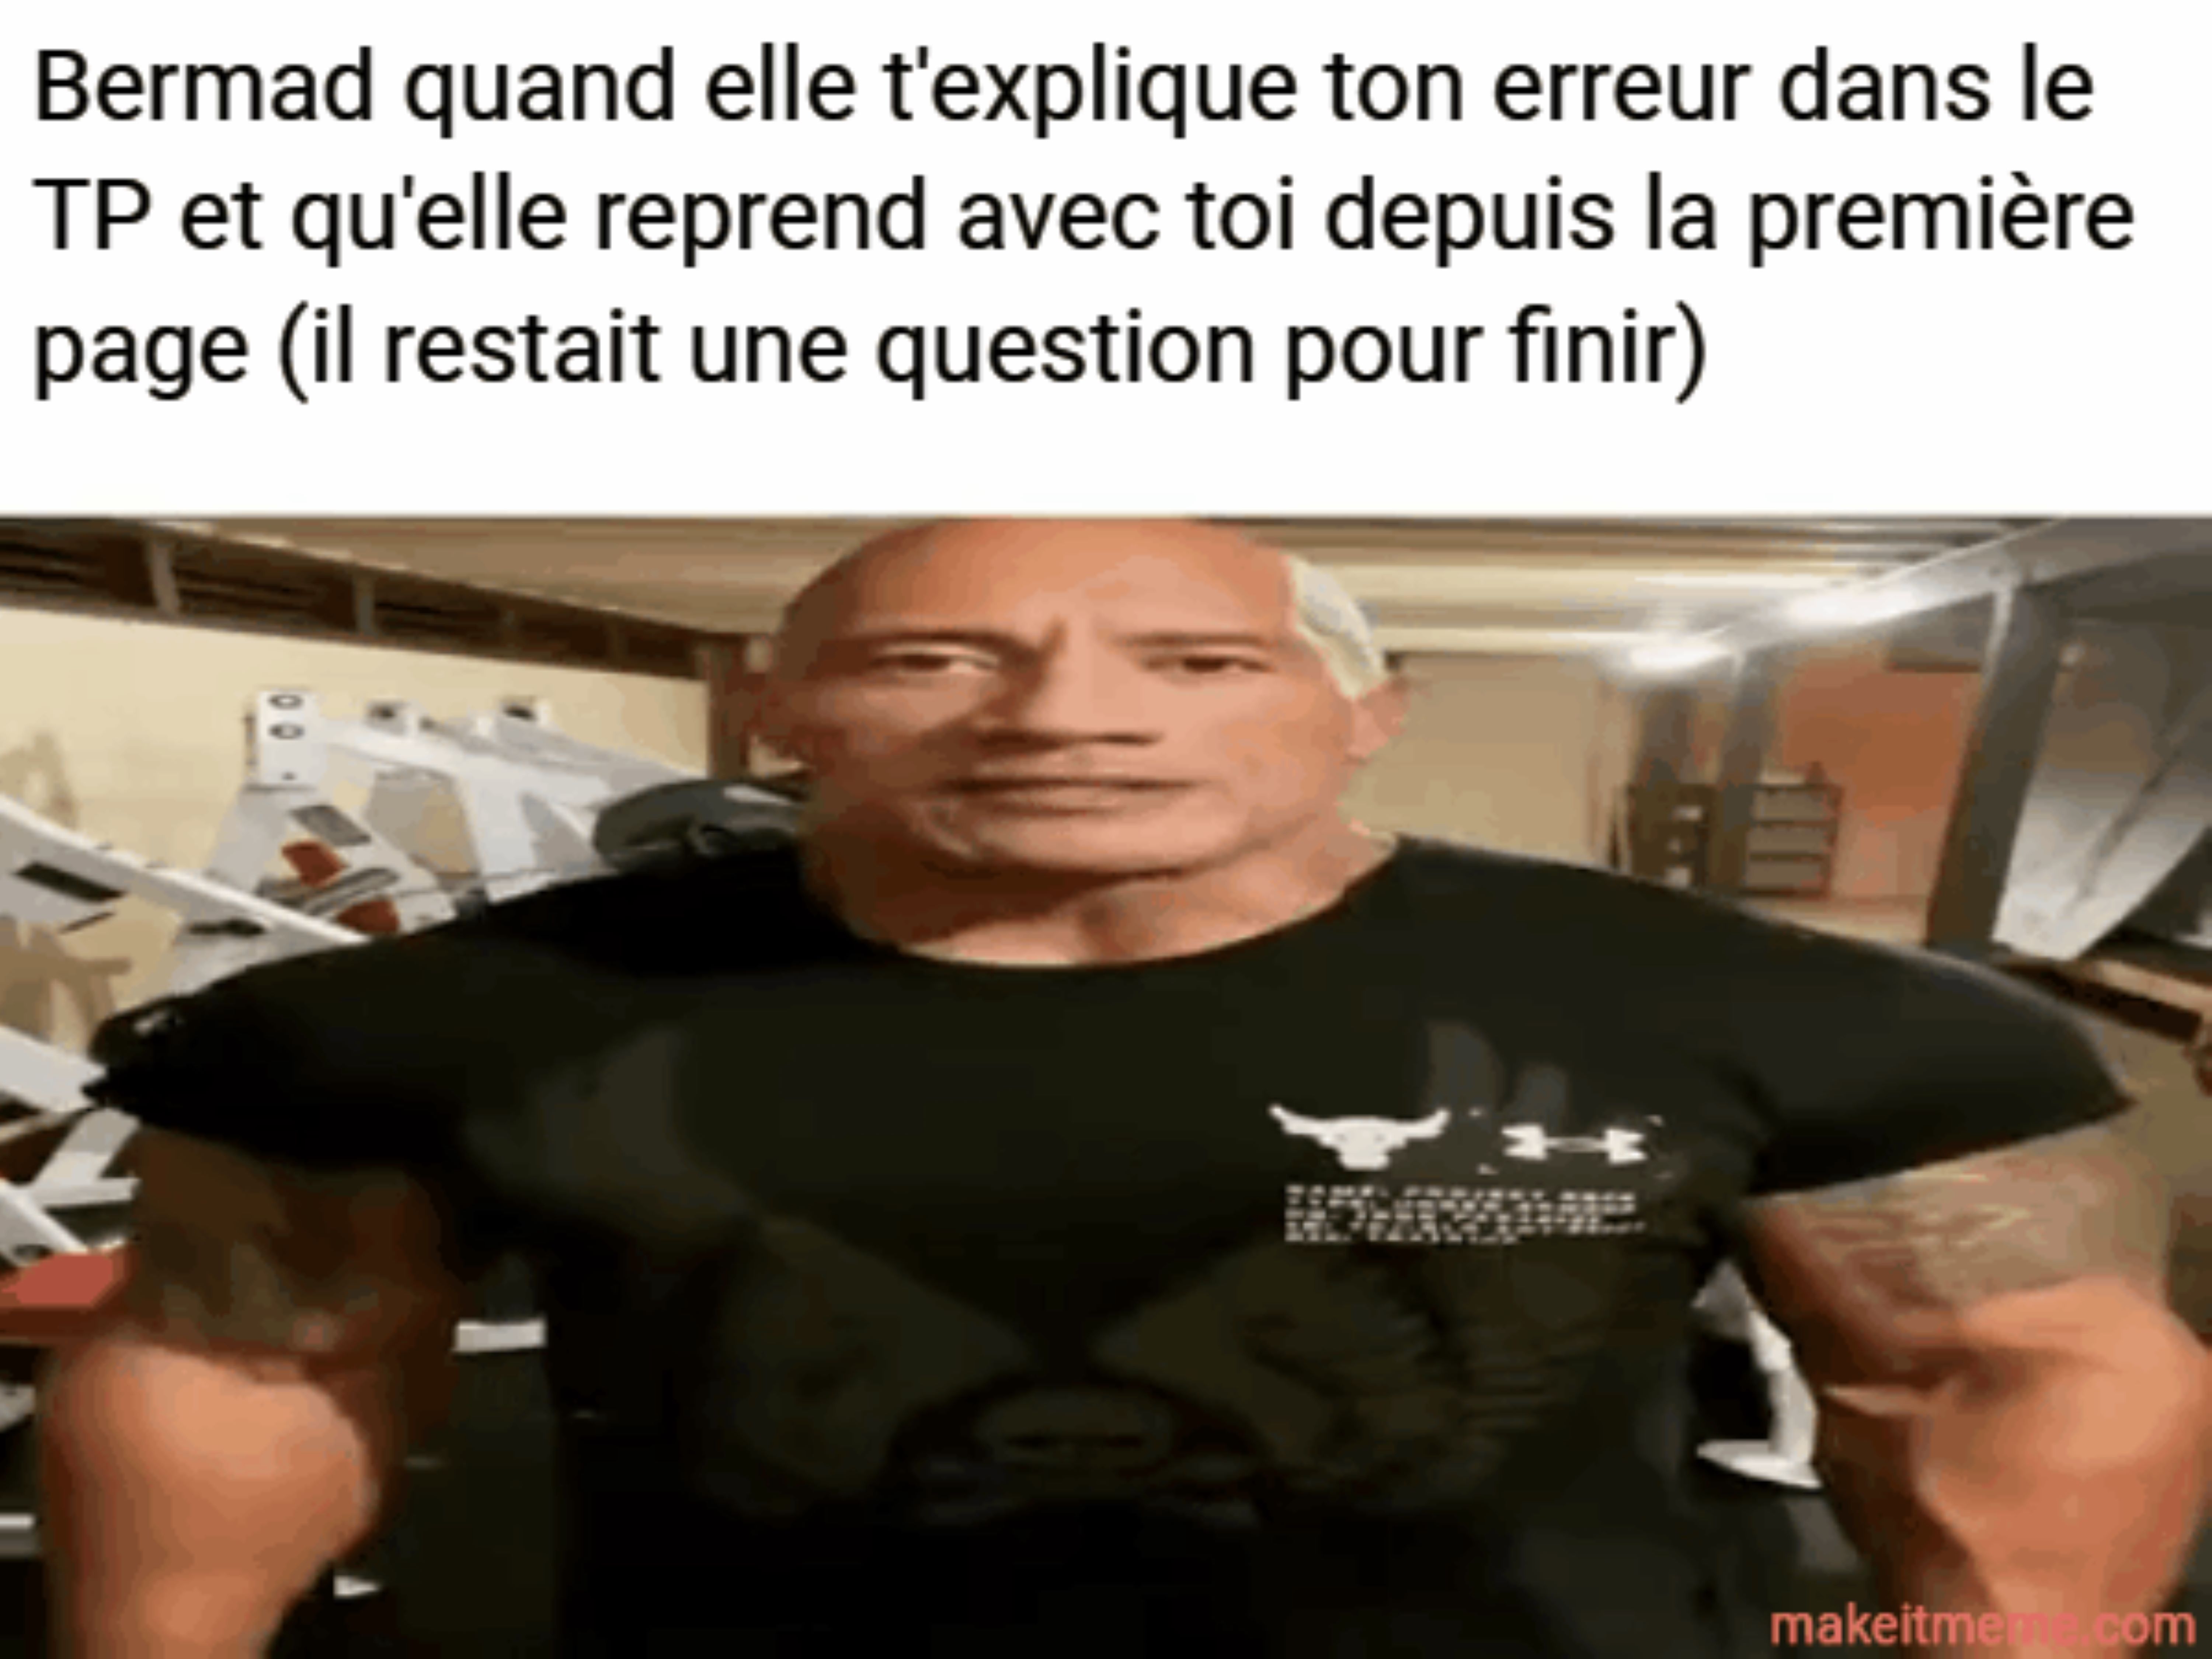 Bermad quand elle t'explique ton erreur dans le
TP et qu'elle reprend avec toi depuis la première
page (il restait une question pour finir)
makeitmeme.com